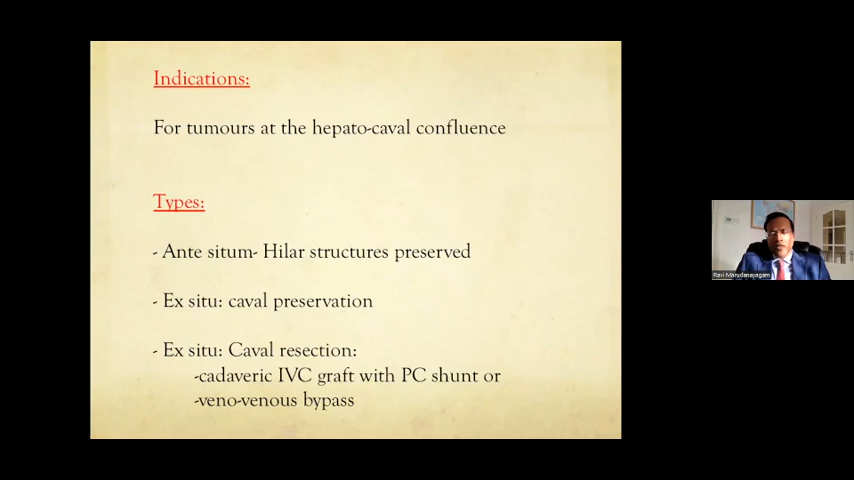 Indications:
For tumours at the hepato-caval confluence
Types:
- Ante situm- Hilar structures preserved
- Ex situ: caval preservation
- Ex situ: Caval resection:
-cadaveric IVC graft with PC shunt or
-veno-venous bypass
Ravi Marudanayagam